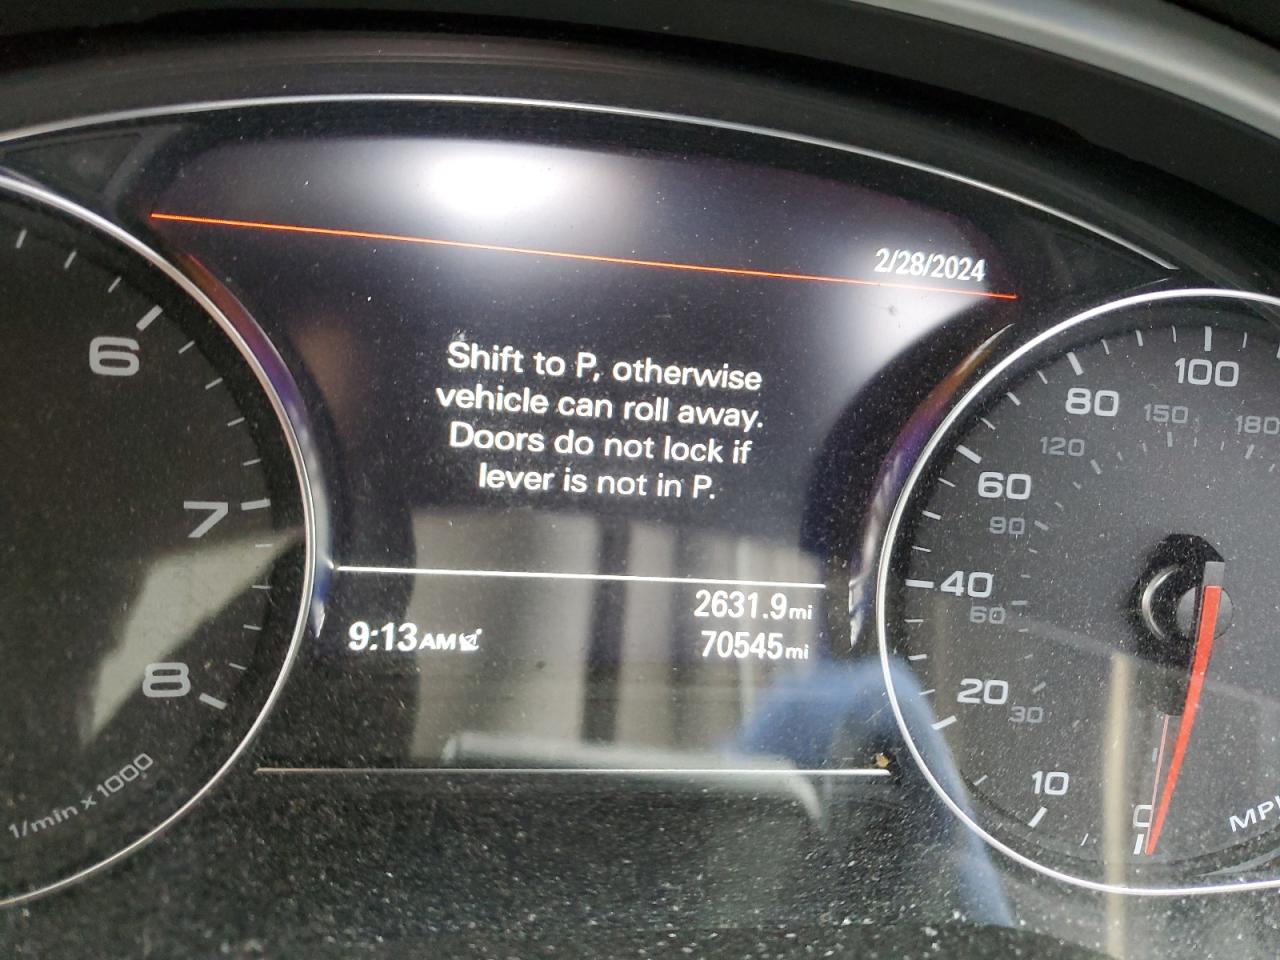 2/28/2024
Shift to P, otherwise
vehicle can roll away.
Doors do not lock if
lever is not in P.
2631.9mi
9:13AM
70545mi
6
7
8
1/min x 1000
100
80
150
180
120
60
90
40
60
20
30
10
0